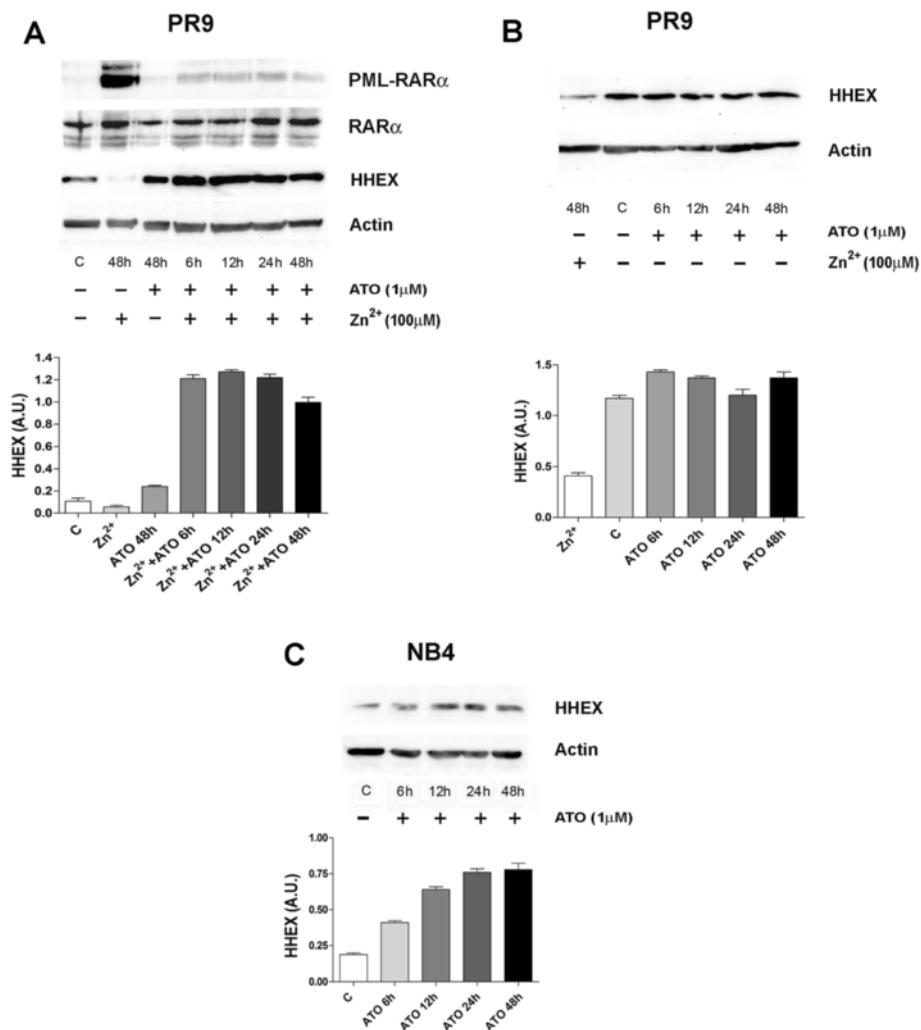 A
PR9
PML-RARα
RARα
HHEX
Actin
C 48h 48h 6h 12h 24h 48h
− − + + + + + ATO (1μM)
− + − + + + + Zn²⁺ (100μM)
HHEX (A.U.)
1.4
1.2
1.0
0.8
0.6
0.4
0.2
0.0
C Zn²⁺ ATO 48h Zn²⁺+ATO 6h Zn²⁺+ATO 12h Zn²⁺+ATO 24h Zn²⁺+ATO 48h
B
PR9
HHEX
Actin
48h C 6h 12h 24h 48h
− − + + + + ATO (1μM)
+ − − − − − Zn²⁺ (100μM)
HHEX (A.U.)
1.5
1.0
0.5
0.0
Zn²⁺ C ATO 6h ATO 12h ATO 24h ATO 48h
C
NB4
HHEX
Actin
C 6h 12h 24h 48h
− + + + + ATO (1μM)
HHEX (A.U.)
1.00
0.75
0.50
0.25
0.00
C ATO 6h ATO 12h ATO 24h ATO 48h